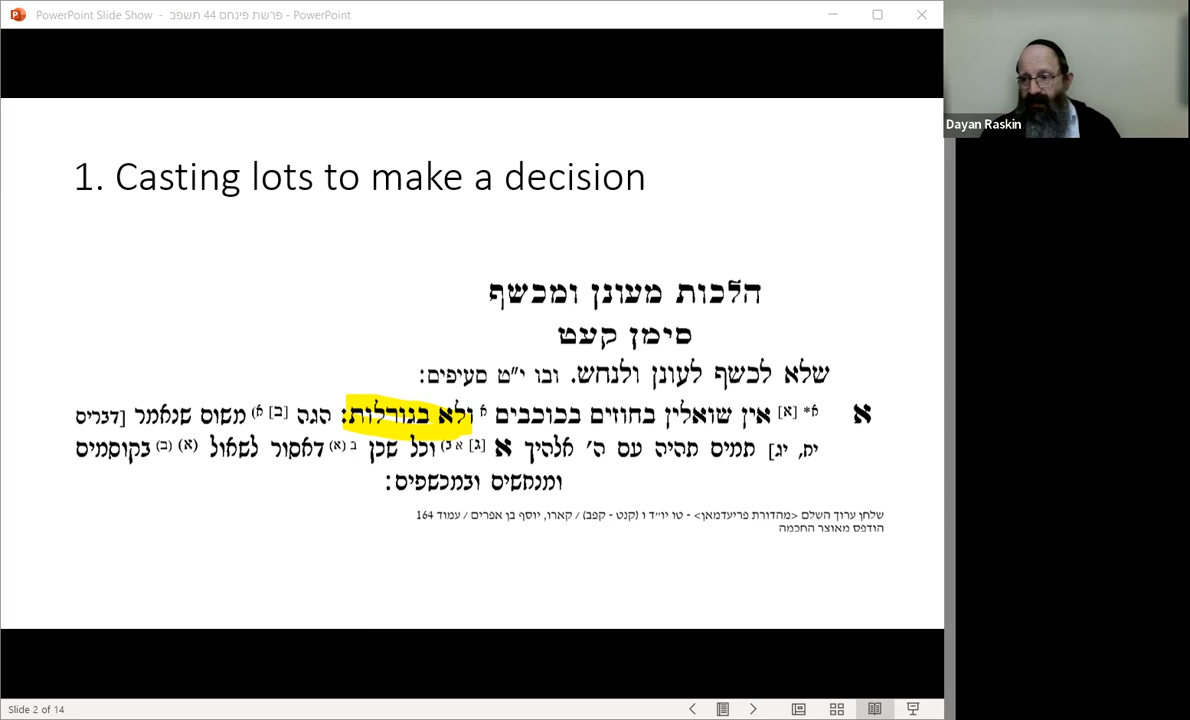 PowerPoint Slide Show - פרשת פינחס 44 תשפב - PowerPoint
Dayan Raskin
1. Casting lots to make a decision
הלכות מעונן ומכשף
סימן קעט
שלא לכשף לעונן ולנחש. ובו י"ט סעיפים:
א א* [א] אין שואלין בחוזים בכוכבים א ולא בגורלות: הגה [ב] א) משום שנאמר [דברים
יח, יג] תמים תהיה עם ה' אלהיך א [ג] א ב) וכל שכן ב (א) דאסור לשאול (א) (ב) בקוסמים
ומנחשים ובמכשפים:
שלחן ערוך השלם <מהדורת פריעדמאן> - טו יו"ד ו (קנט - קפב) / קארו, יוסף בן אפרים / עמוד 164
הודפס מאוצר החכמה
Slide 2 of 14